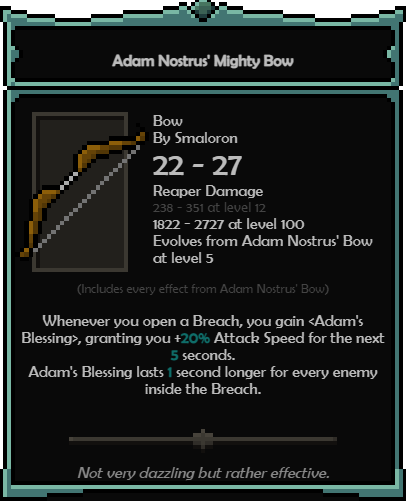 Adam Nostrus' Mighty Bow
Bow
By Smaloron
22 - 27
Reaper Damage
238 - 351 at level 12
1822 - 2727 at level 100
Evolves from Adam Nostrus' Bow
at level 5
(Includes every effect from Adam Nostrus' Bow)
Whenever you open a Breach, you gain <Adam's
Blessing>, granting you +20% Attack Speed for the next
5 seconds.
Adam's Blessing lasts 1 second longer for every enemy
inside the Breach.
Not very dazzling but rather effective.